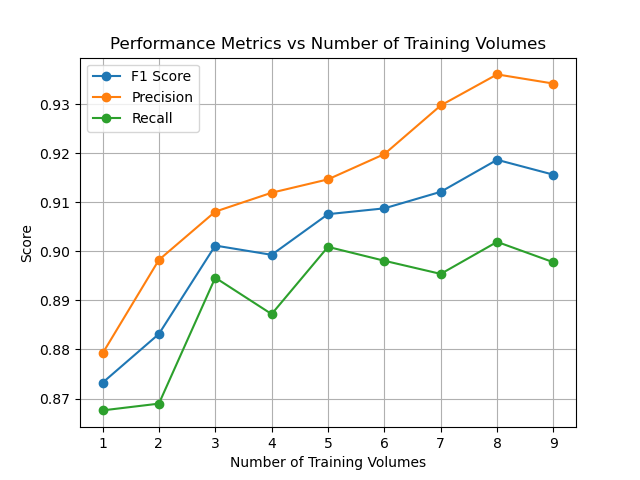 Performance Metrics vs Number of Training Volumes
F1 Score
Precision
Recall
0.93
0.92
0.91
0.90
0.89
0.88
0.87
Score
1 2 3 4 5 6 7 8 9
Number of Training Volumes